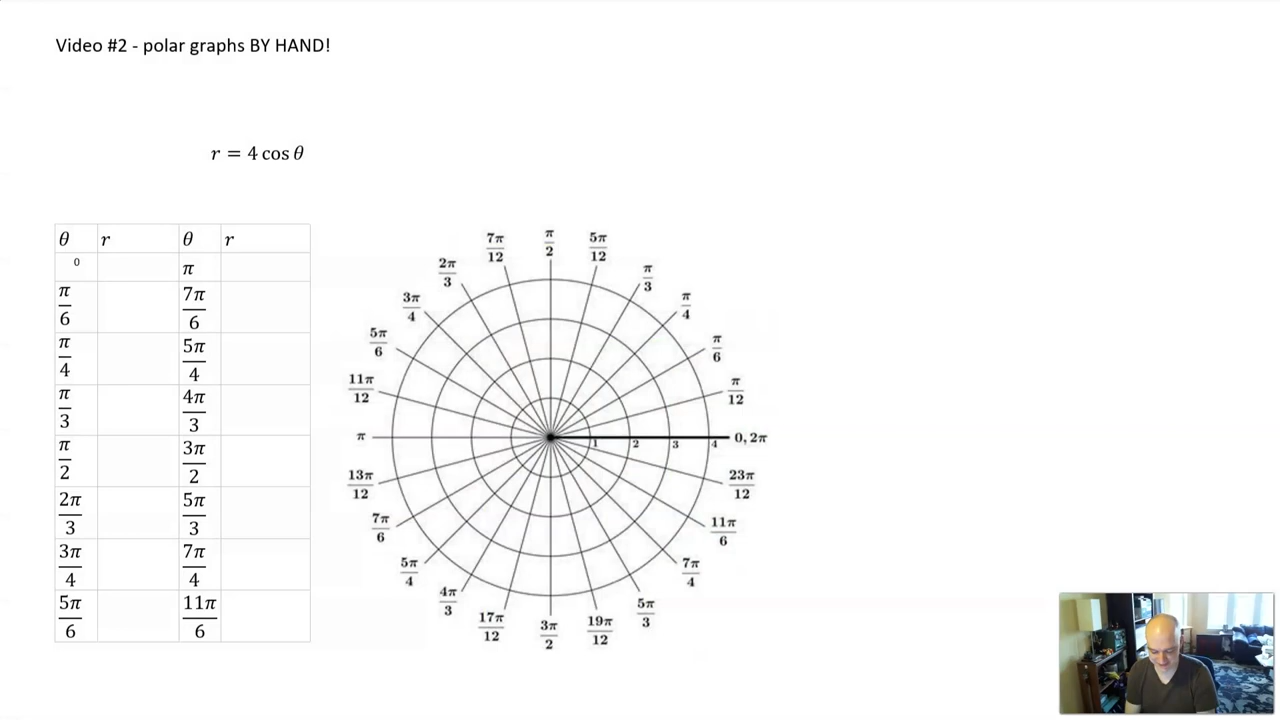 Video #2 - polar graphs BY HAND!
r = 4 cos θ
θ r θ r
0 π
π/6 7π/6
π/4 5π/4
π/3 4π/3
π/2 3π/2
2π/3 5π/3
3π/4 7π/4
5π/6 11π/6
7π/12 π/2 5π/12
2π/3 π/3
3π/4 π/4
5π/6 π/6
11π/12 π/12
π 1 2 3 4 0, 2π
13π/12 23π/12
7π/6 11π/6
5π/4 7π/4
4π/3 5π/3
17π/12 3π/2 19π/12